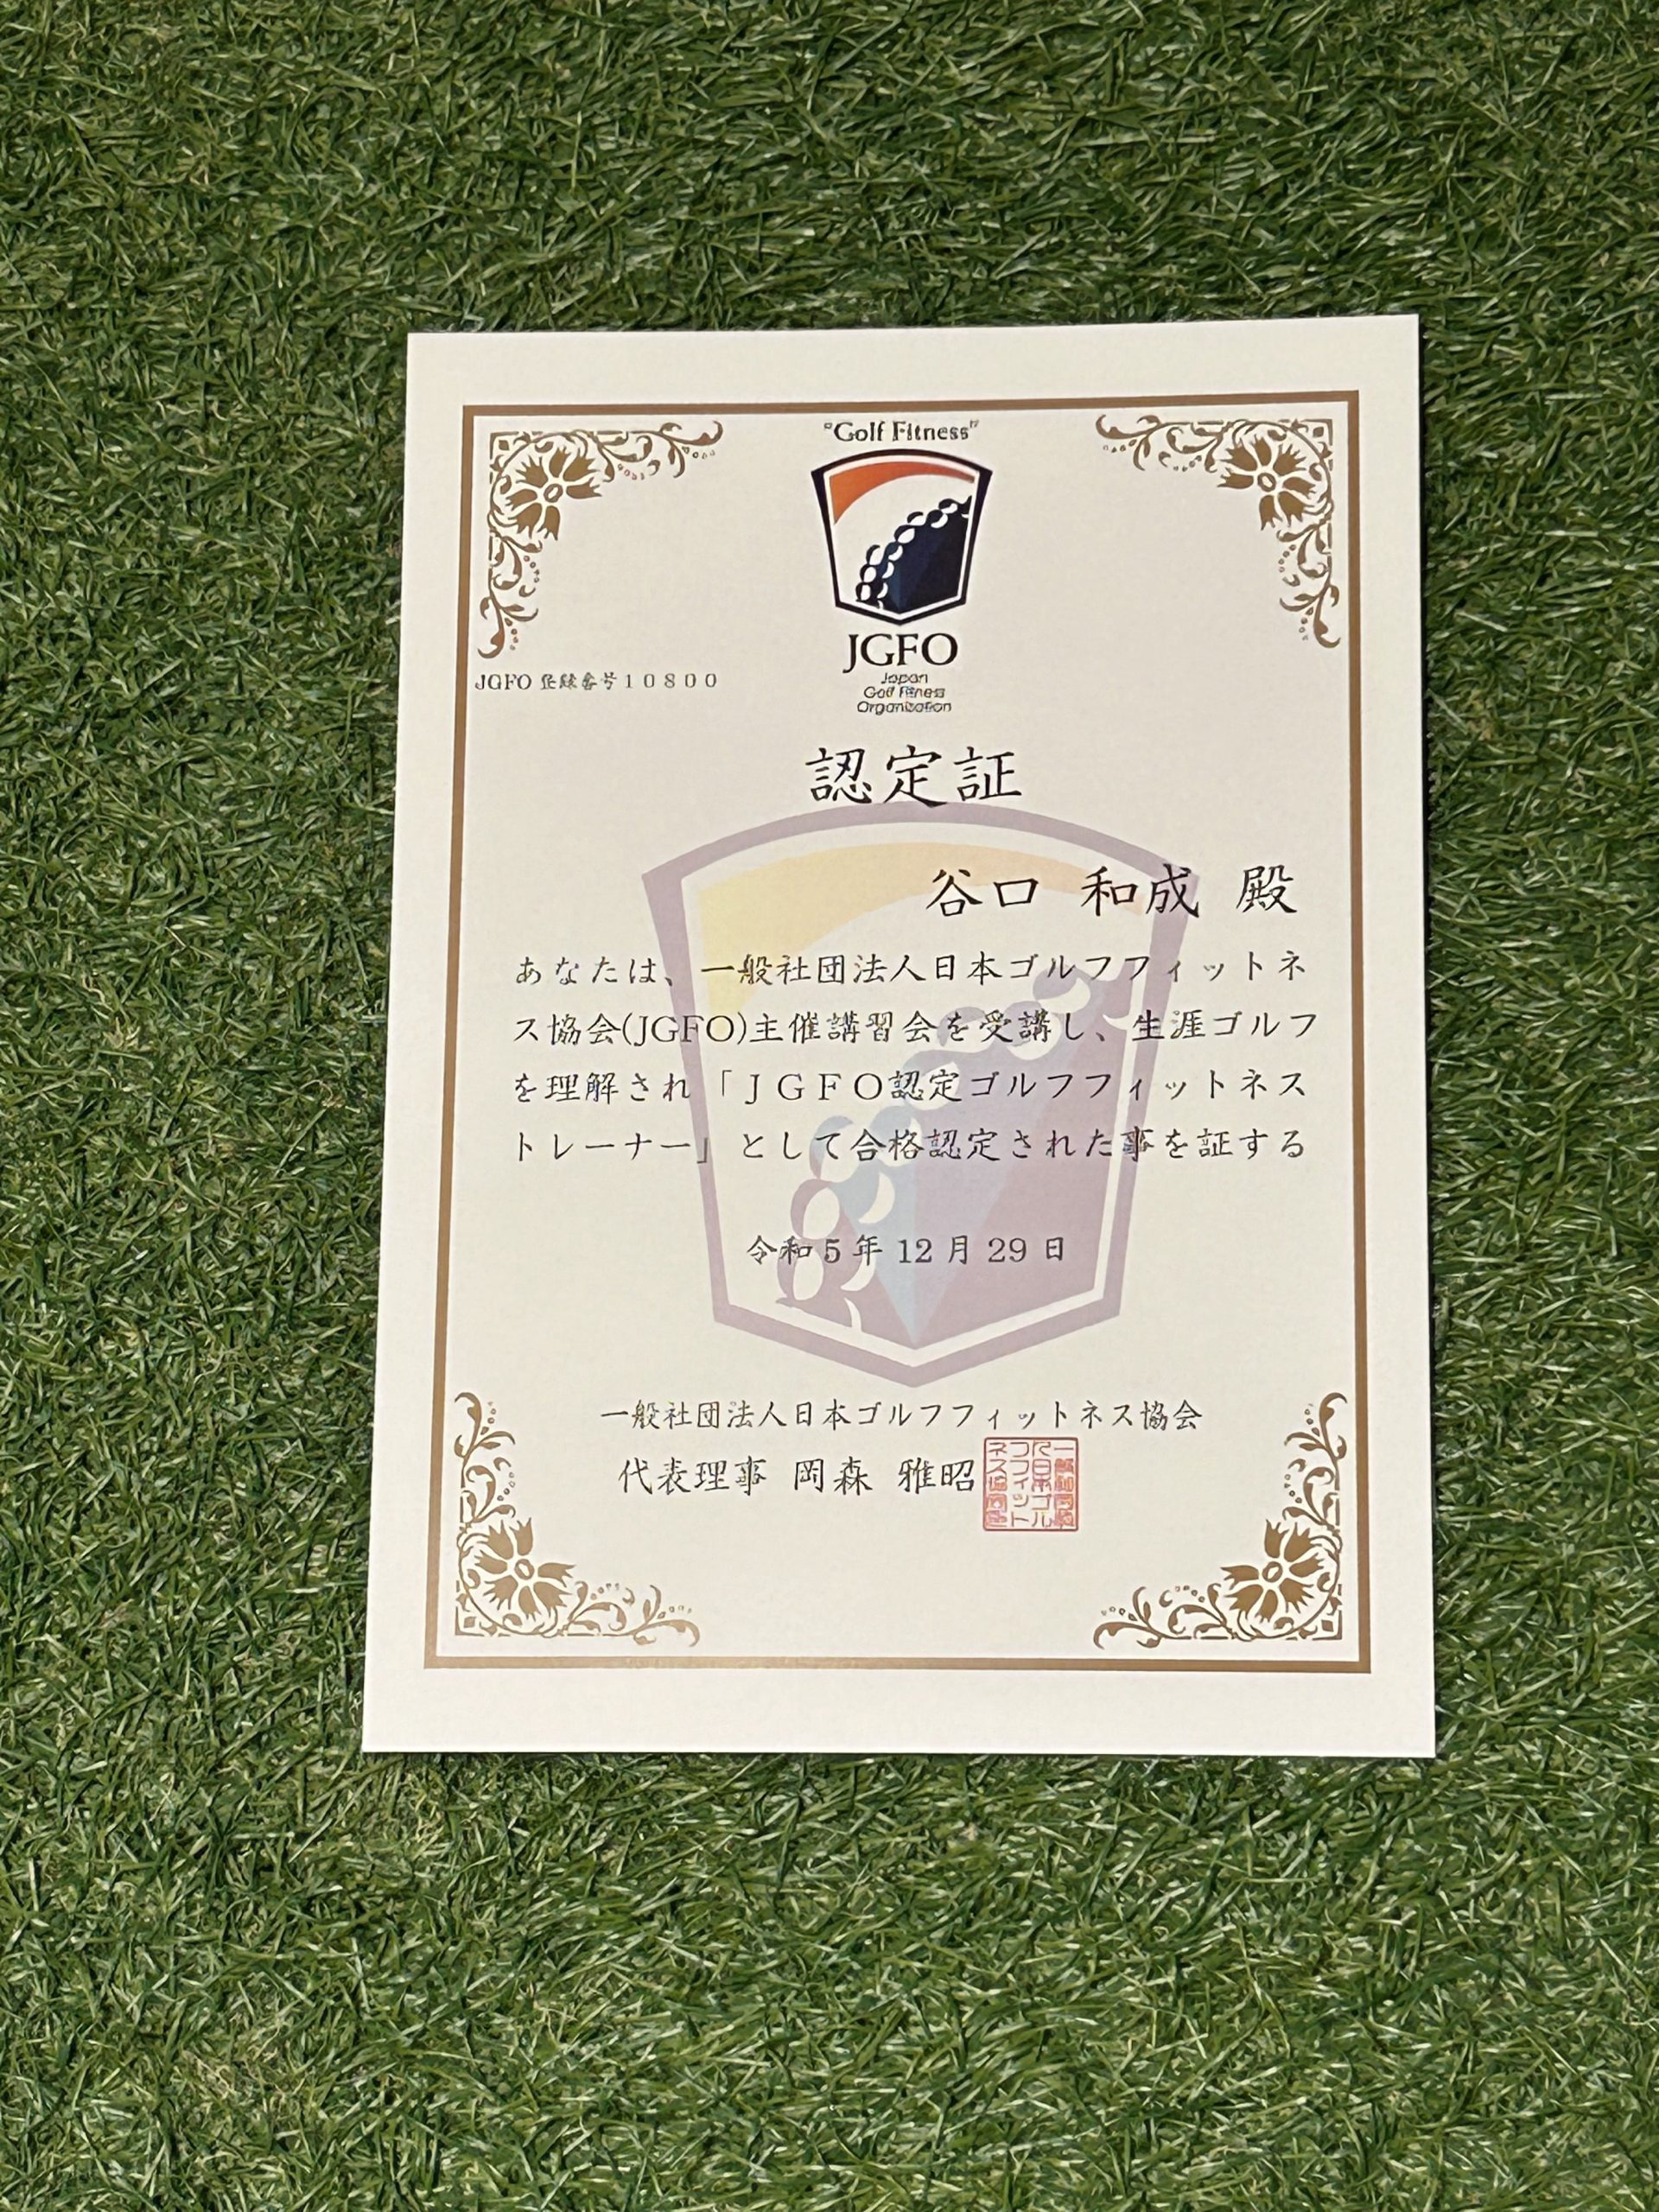 "Golf Fitness"
JGFO
Japan
Golf Fitness
Organization
JGFO 登録番号10800
認定証
谷口 和成 殿
あなたは、一般社団法人日本ゴルフフィットネ
ス協会(JGFO)主催講習会を受講し、生涯ゴルフ
を理解され「JGFO認定ゴルフフィットネス
トレーナー」として合格認定された事を証する
令和5年12月29日
一般社団法人日本ゴルフフィットネス協会
代表理事 岡森 雅昭